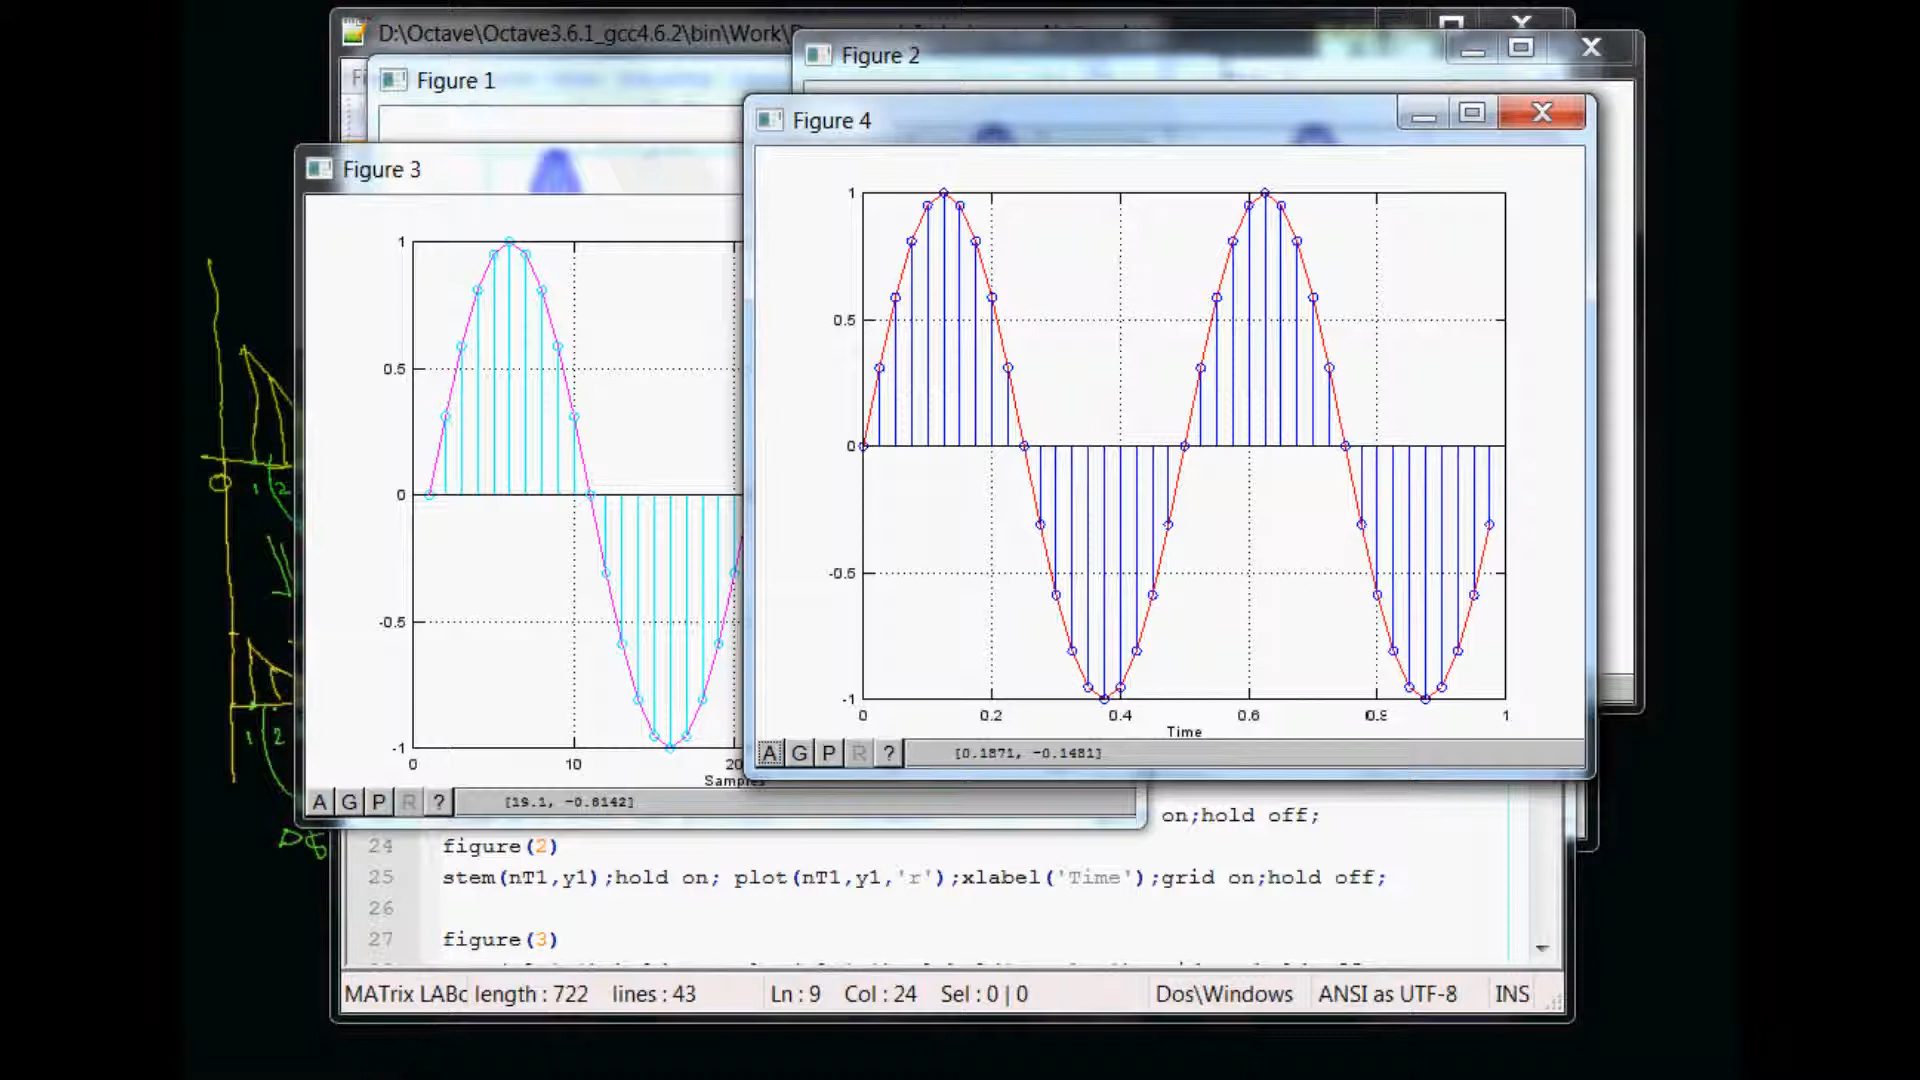 D:\Octave\Octave3.6.1_gcc4.6.2\bin\Work\
Figure 2
Figure 1
Figure 4
Figure 3
1
0.5
0
-0.5
-1
0
10
20
Samples
A G P R ?
[19.1, -0.8142]
1
0.5
0
-0.5
-1
0
0.2
0.4
0.6
0.8
1
Time
A G P R ?
[0.1871, -0.1481]
0
1 2
1 2
on;hold off;
24 figure(2)
25 stem(nT1,y1);hold on; plot(nT1,y1,'r');xlabel('Time');grid on;hold off;
26
27 figure(3)
MATrix LABc length : 722 lines : 43 Ln : 9 Col : 24 Sel : 0 | 0 Dos\Windows ANSI as UTF-8 INS